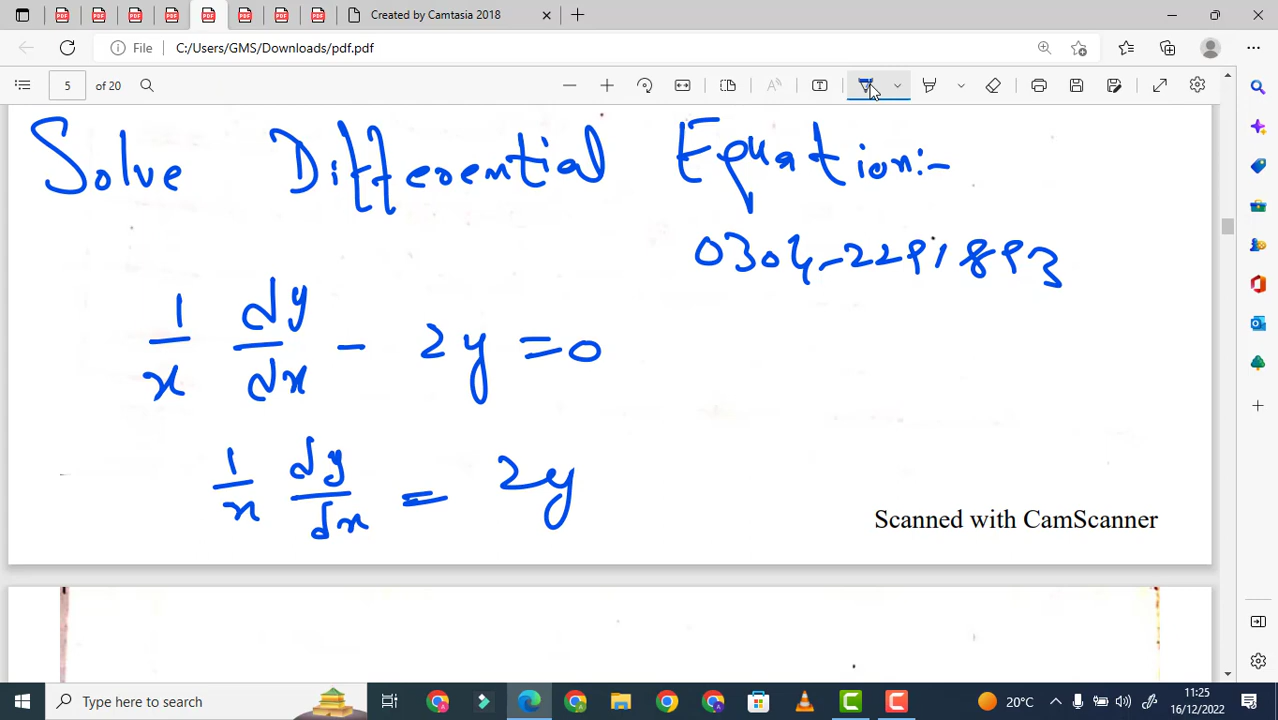 Created by Camtasia 2018
File C:/Users/GMS/Downloads/pdf.pdf
5 of 20
Solve Differential Equation:-
0304-2291893
1/x dy/dx - 2y = 0
1/x dy/dx = 2y
Scanned with CamScanner
Type here to search
20°C
11:25
16/12/2022